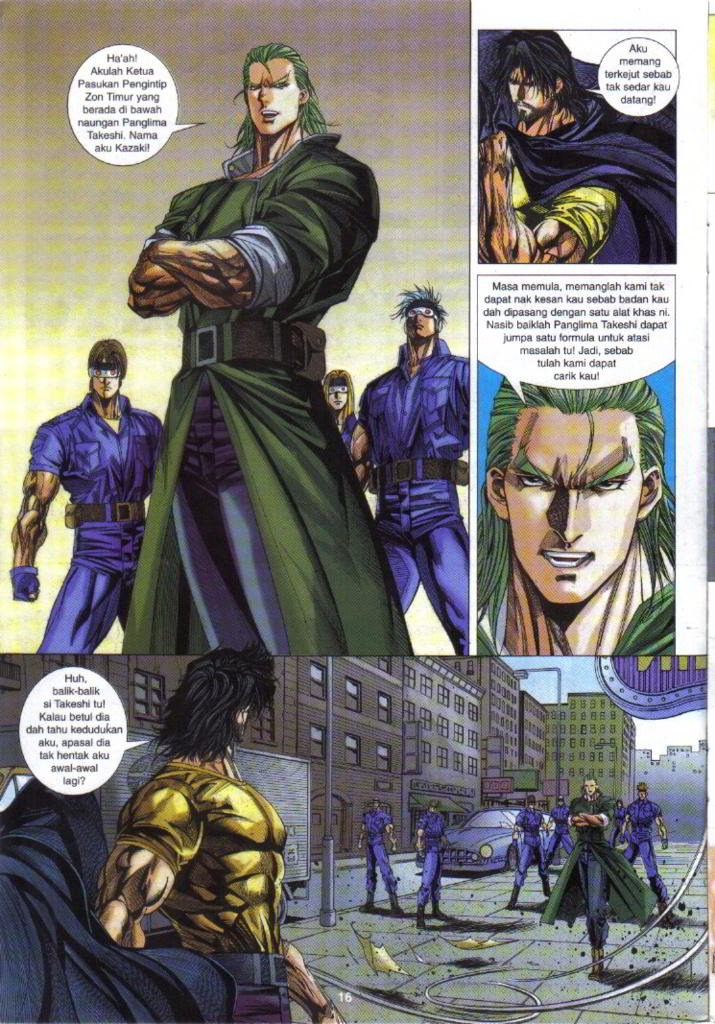 Ha'ah!
Akulah Ketua
Pasukan Pengintip
Zon Timur yang
berada di bawah
naungan Panglima
Takeshi. Nama
aku Kazaki!
Aku
memang
terkejut sebab
tak sedar kau
datang!
Masa memula, memanglah kami tak
dapat nak kesan kau sebab badan kau
dah dipasang dengan satu alat khas ni.
Nasib baiklah Panglima Takeshi dapat
jumpa satu formula untuk atasi
masalah tu! Jadi, sebab
tulah kami dapat
carik kau!
Huh,
balik-balik
si Takeshi tu!
Kalau betul dia
dah tahu kedudukan
aku, apasal dia
tak hentak aku
awal-awal
lagi?
16